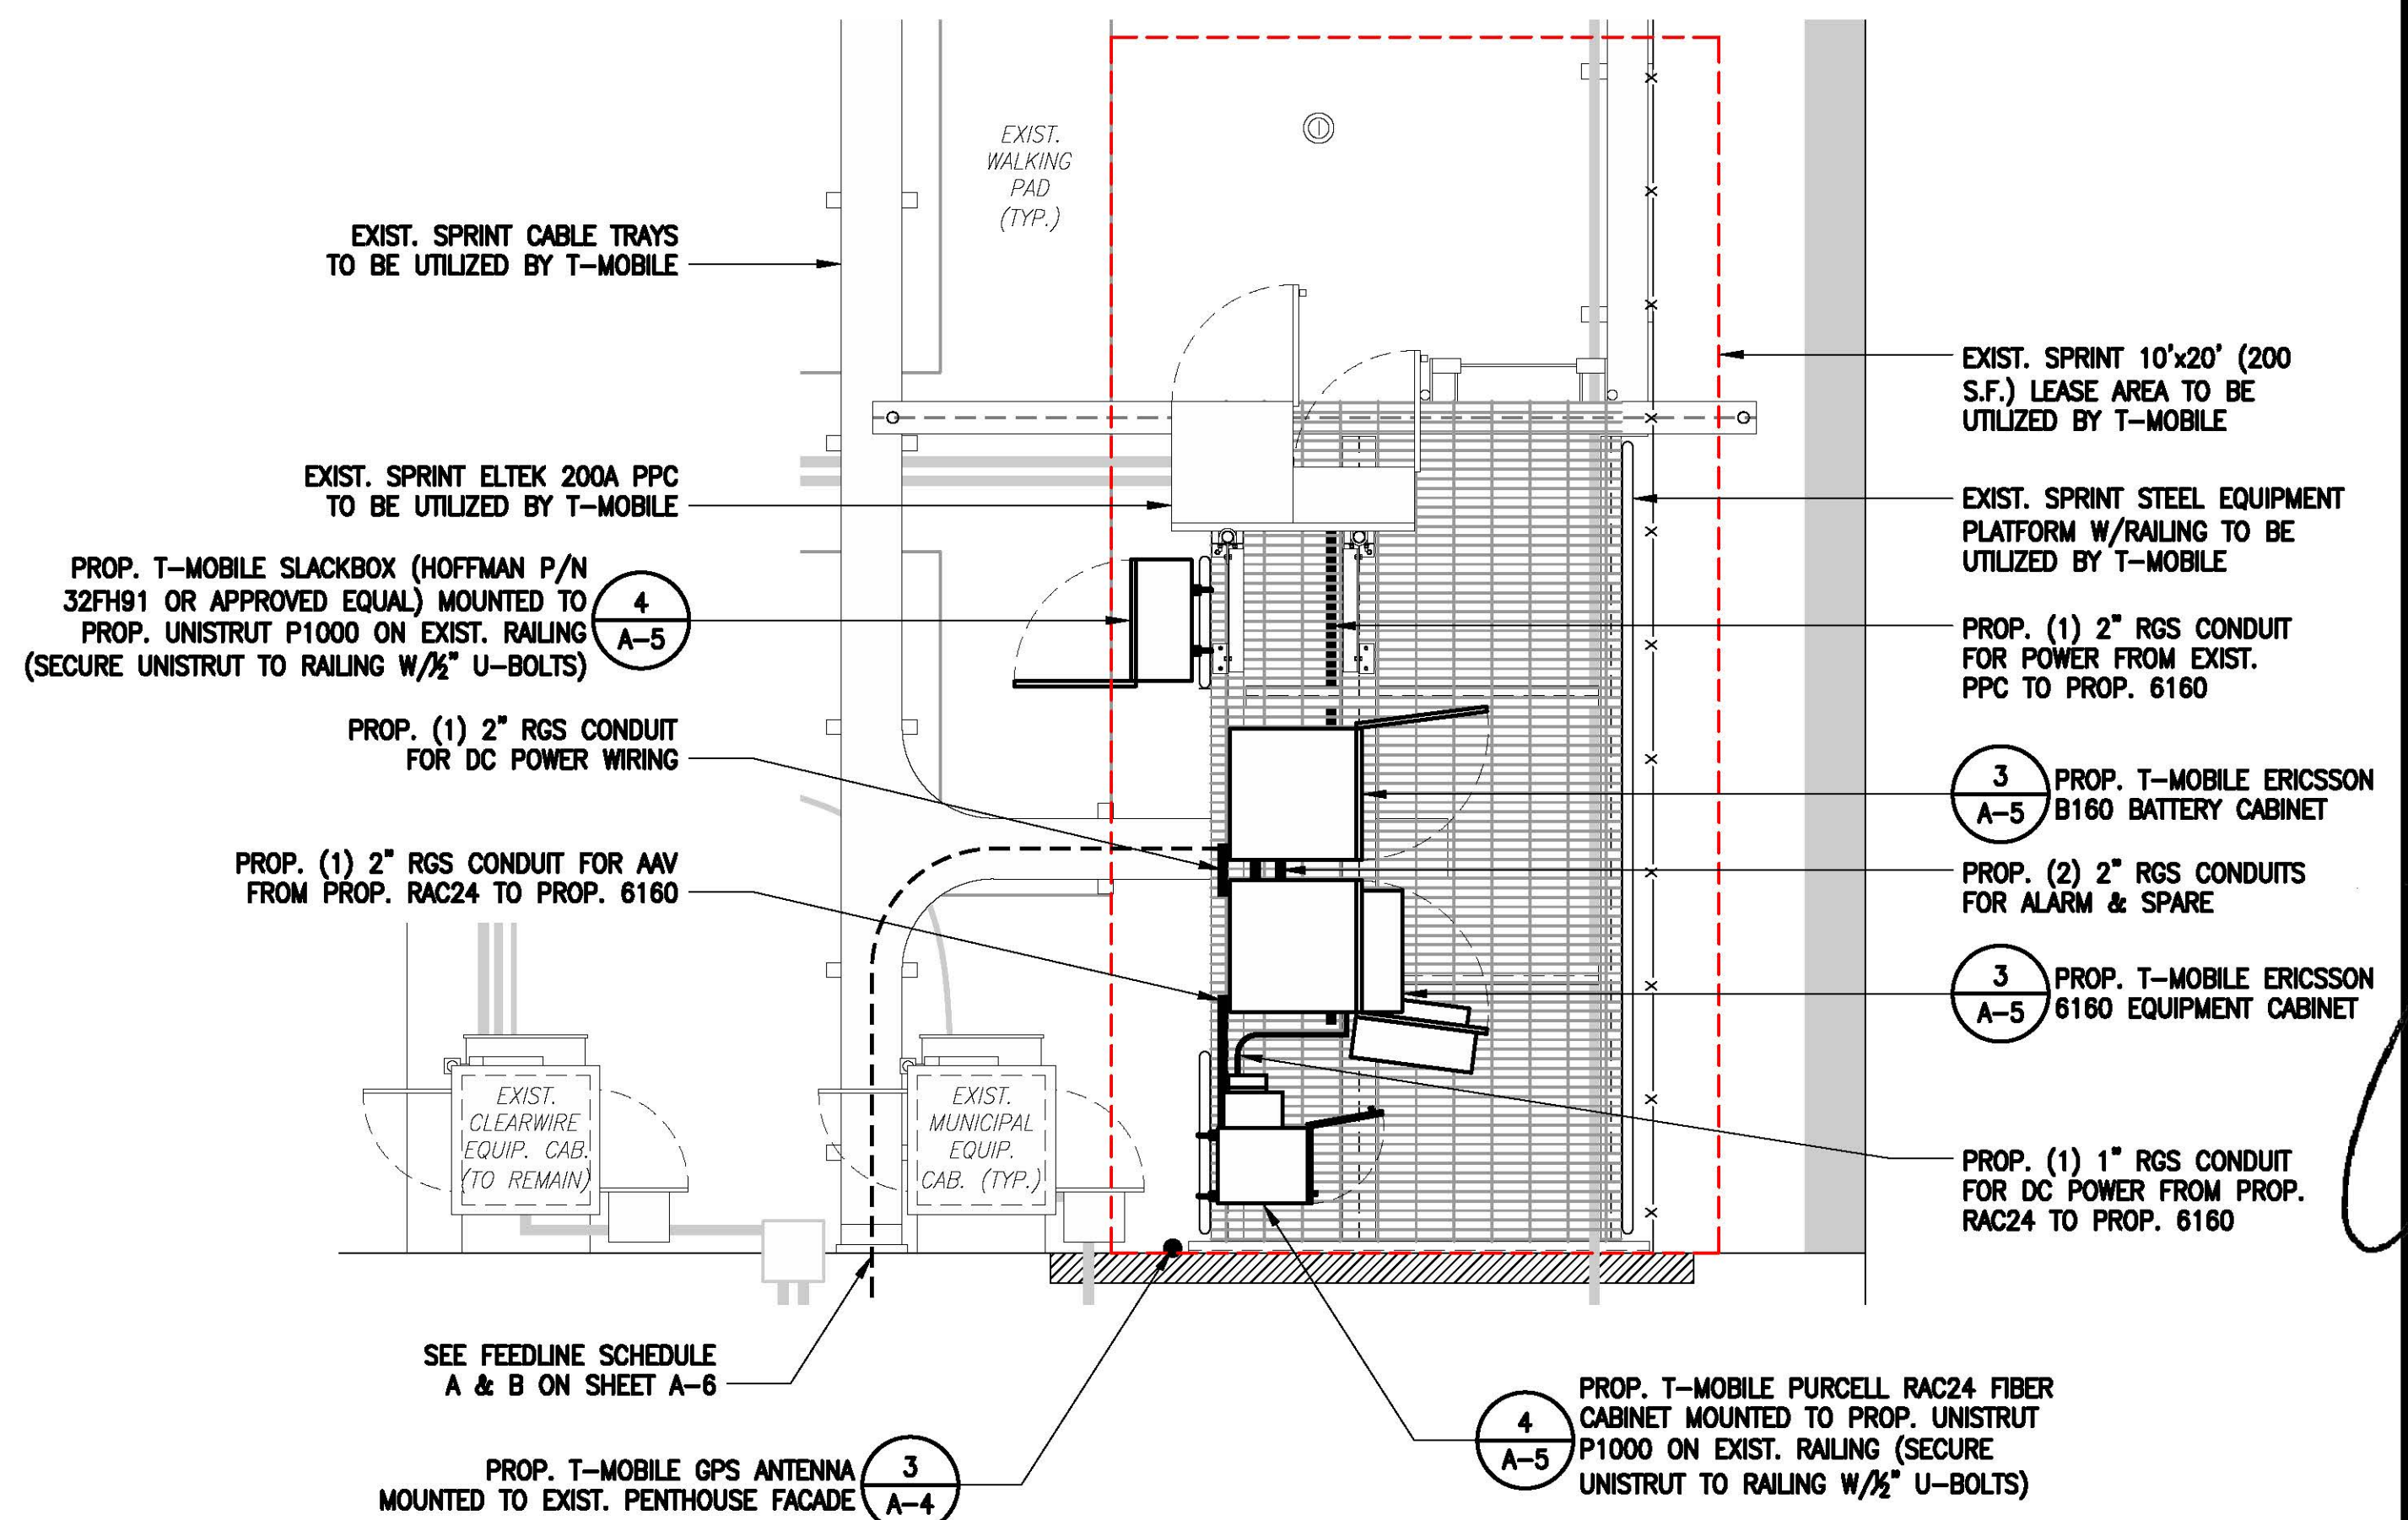 EXIST.
WALKING
PAD
(TYP.)
EXIST. SPRINT CABLE TRAYS
TO BE UTILIZED BY T-MOBILE
EXIST. SPRINT ELTEK 200A PPC
TO BE UTILIZED BY T-MOBILE
PROP. T-MOBILE SLACKBOX (HOFFMAN P/N
32FH91 OR APPROVED EQUAL) MOUNTED TO
PROP. UNISTRUT P1000 ON EXIST. RAILING
(SECURE UNISTRUT TO RAILING W/½" U-BOLTS)
4
A-5
PROP. (1) 2" RGS CONDUIT
FOR DC POWER WIRING
PROP. (1) 2" RGS CONDUIT FOR AAV
FROM PROP. RAC24 TO PROP. 6160
EXIST.
CLEARWIRE
EQUIP. CAB.
(TO REMAIN)
EXIST.
MUNICIPAL
EQUIP.
CAB. (TYP.)
SEE FEEDLINE SCHEDULE
A & B ON SHEET A-6
PROP. T-MOBILE GPS ANTENNA
MOUNTED TO EXIST. PENTHOUSE FACADE
3
A-4
EXIST. SPRINT 10'x20' (200
S.F.) LEASE AREA TO BE
UTILIZED BY T-MOBILE
EXIST. SPRINT STEEL EQUIPMENT
PLATFORM W/RAILING TO BE
UTILIZED BY T-MOBILE
PROP. (1) 2" RGS CONDUIT
FOR POWER FROM EXIST.
PPC TO PROP. 6160
3
A-5
PROP. T-MOBILE ERICSSON
B160 BATTERY CABINET
PROP. (2) 2" RGS CONDUITS
FOR ALARM & SPARE
3
A-5
PROP. T-MOBILE ERICSSON
6160 EQUIPMENT CABINET
PROP. (1) 1" RGS CONDUIT
FOR DC POWER FROM PROP.
RAC24 TO PROP. 6160
4
A-5
PROP. T-MOBILE PURCELL RAC24 FIBER
CABINET MOUNTED TO PROP. UNISTRUT
P1000 ON EXIST. RAILING (SECURE
UNISTRUT TO RAILING W/½" U-BOLTS)